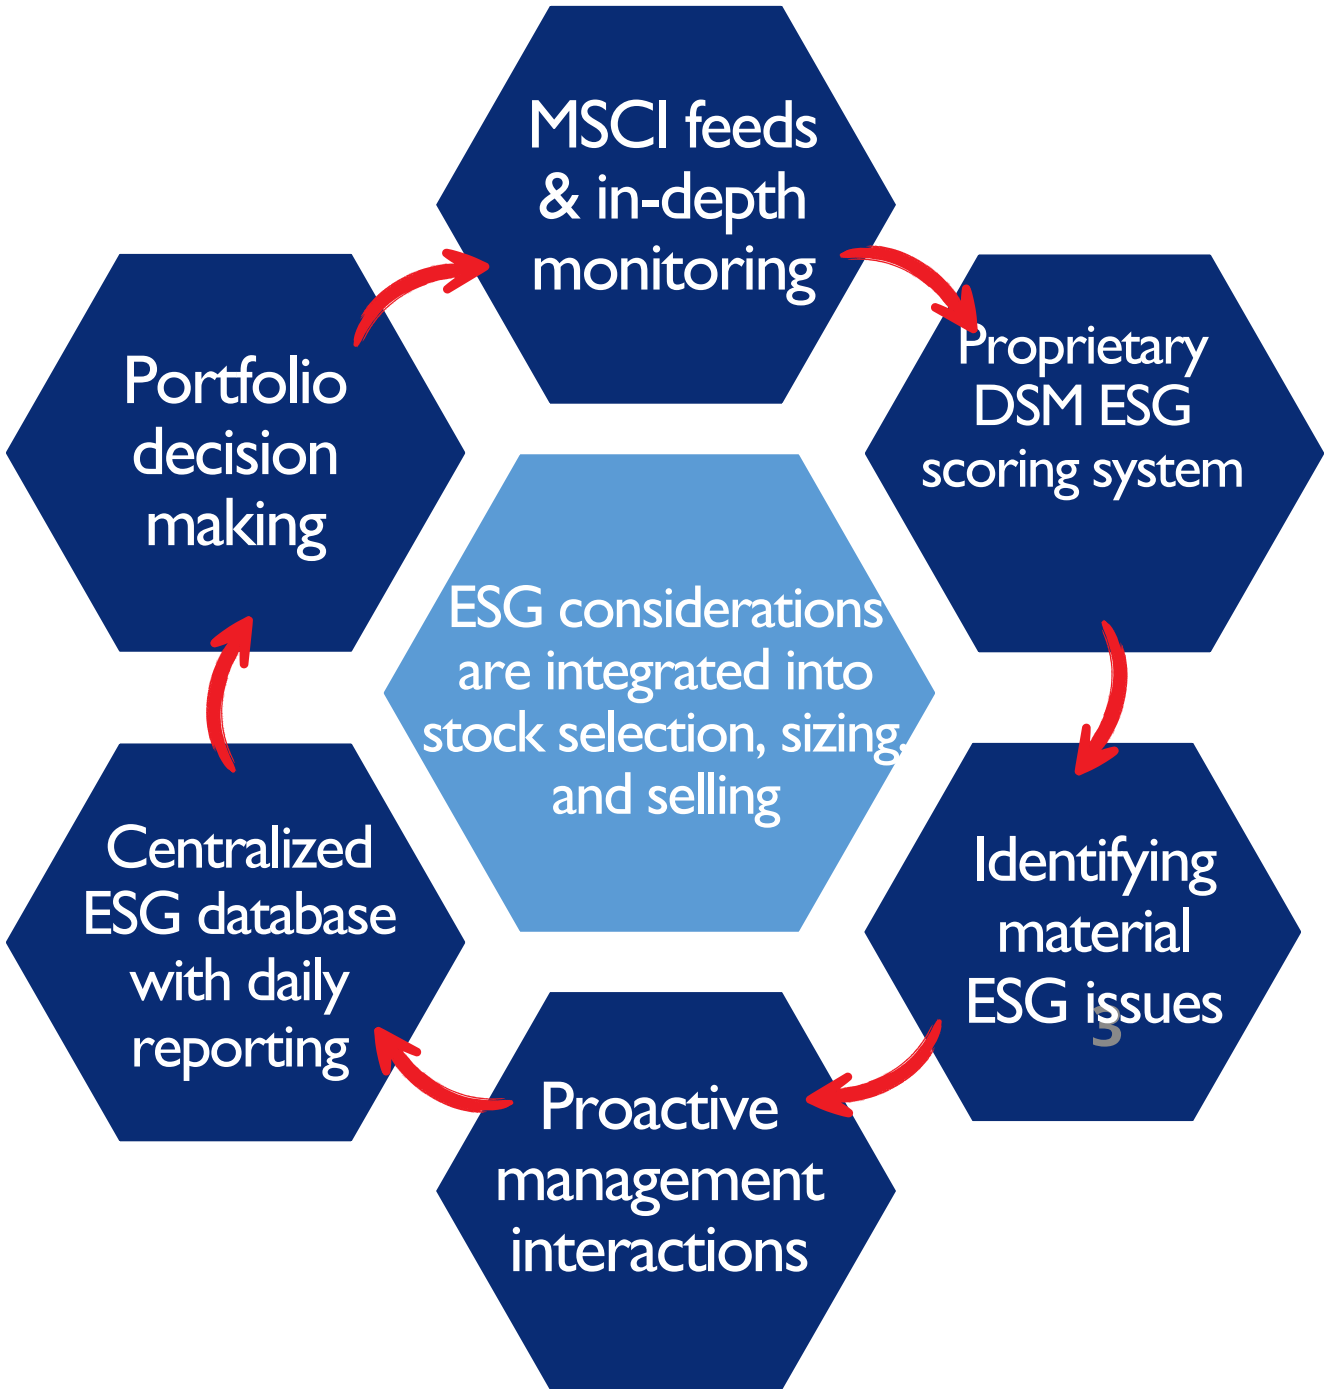 MSCI feeds
& in-depth
monitoring
Proprietary
DSM ESG
scoring system
Identifying
material
ESG issues
3
Proactive
management
interactions
Centralized
ESG database
with daily
reporting
Portfolio
decision
making
ESG considerations
are integrated into
stock selection, sizing,
and selling